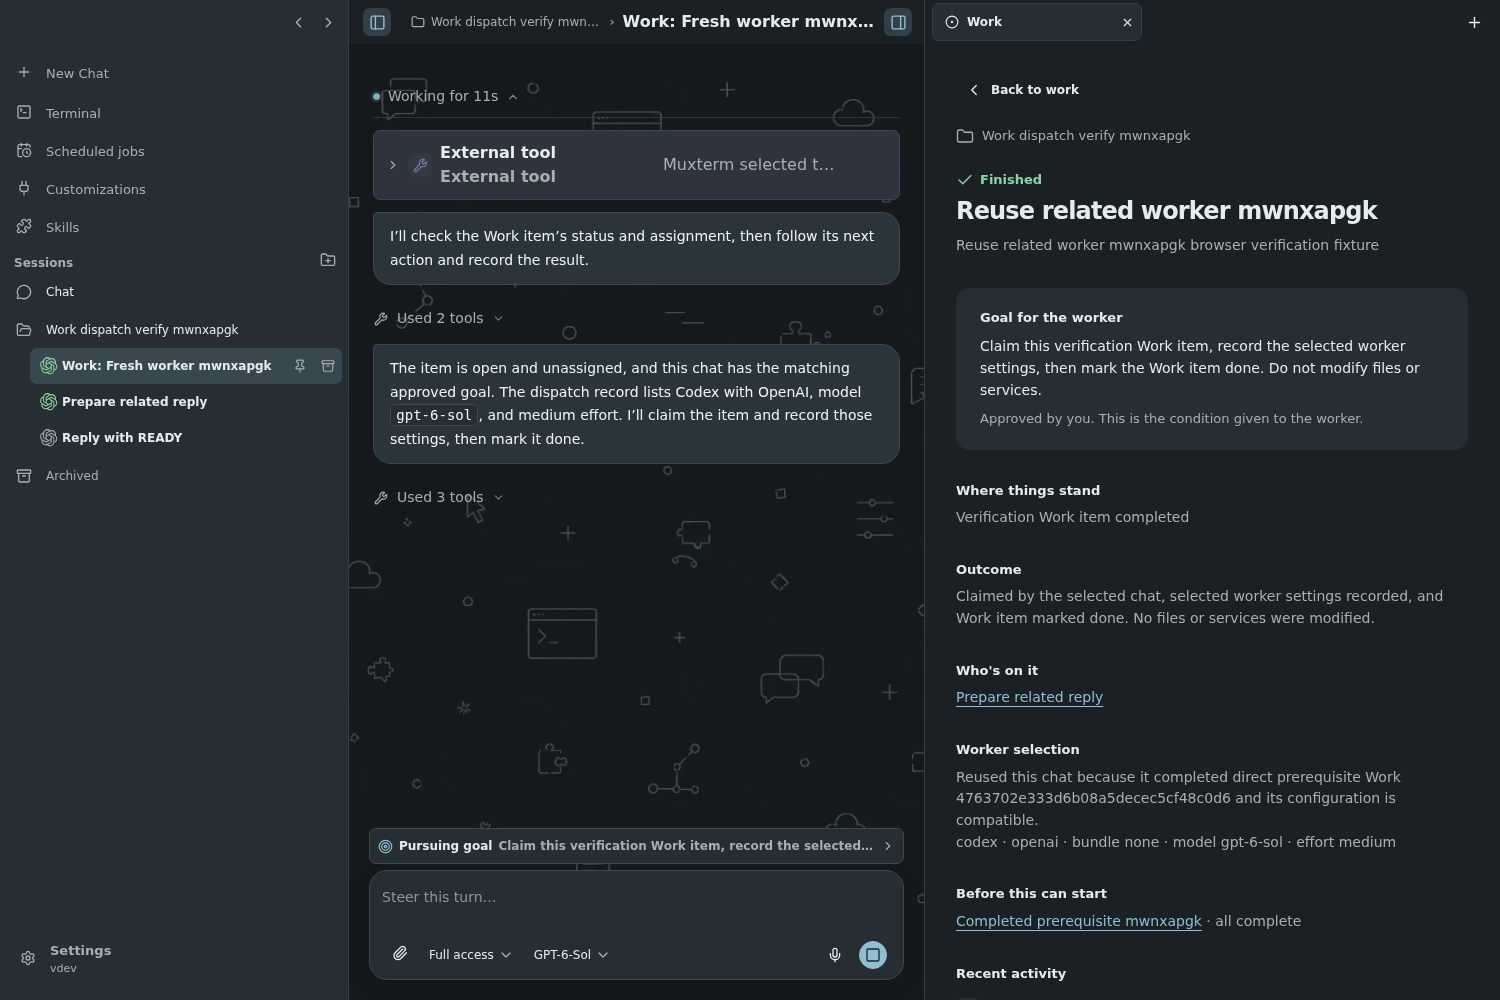 New Chat
Terminal
Scheduled jobs
Customizations
Skills
Sessions
Chat
Work dispatch verify mwnxapgk
Work: Fresh worker mwnxapgk
Prepare related reply
Reply with READY
Archived
Settings
vdev
Work dispatch verify mwn… › Work: Fresh worker mwnx…
Working for 11s
External tool
External tool
Muxterm selected t…
I’ll check the Work item’s status and assignment, then follow its next
action and record the result.
Used 2 tools
The item is open and unassigned, and this chat has the matching
approved goal. The dispatch record lists Codex with OpenAI, model
gpt-6-sol, and medium effort. I’ll claim the item and record those
settings, then mark it done.
Used 3 tools
Pursuing goal Claim this verification Work item, record the selected…
Steer this turn…
Full access
GPT-6-Sol
Work
Back to work
Work dispatch verify mwnxapgk
Finished
Reuse related worker mwnxapgk
Reuse related worker mwnxapgk browser verification fixture
Goal for the worker
Claim this verification Work item, record the selected worker
settings, then mark the Work item done. Do not modify files or
services.
Approved by you. This is the condition given to the worker.
Where things stand
Verification Work item completed
Outcome
Claimed by the selected chat, selected worker settings recorded, and
Work item marked done. No files or services were modified.
Who's on it
Prepare related reply
Worker selection
Reused this chat because it completed direct prerequisite Work
4763702e333d6b08a5decec5cf48c0d6 and its configuration is
compatible.
codex · openai · bundle none · model gpt-6-sol · effort medium
Before this can start
Completed prerequisite mwnxapgk · all complete
Recent activity